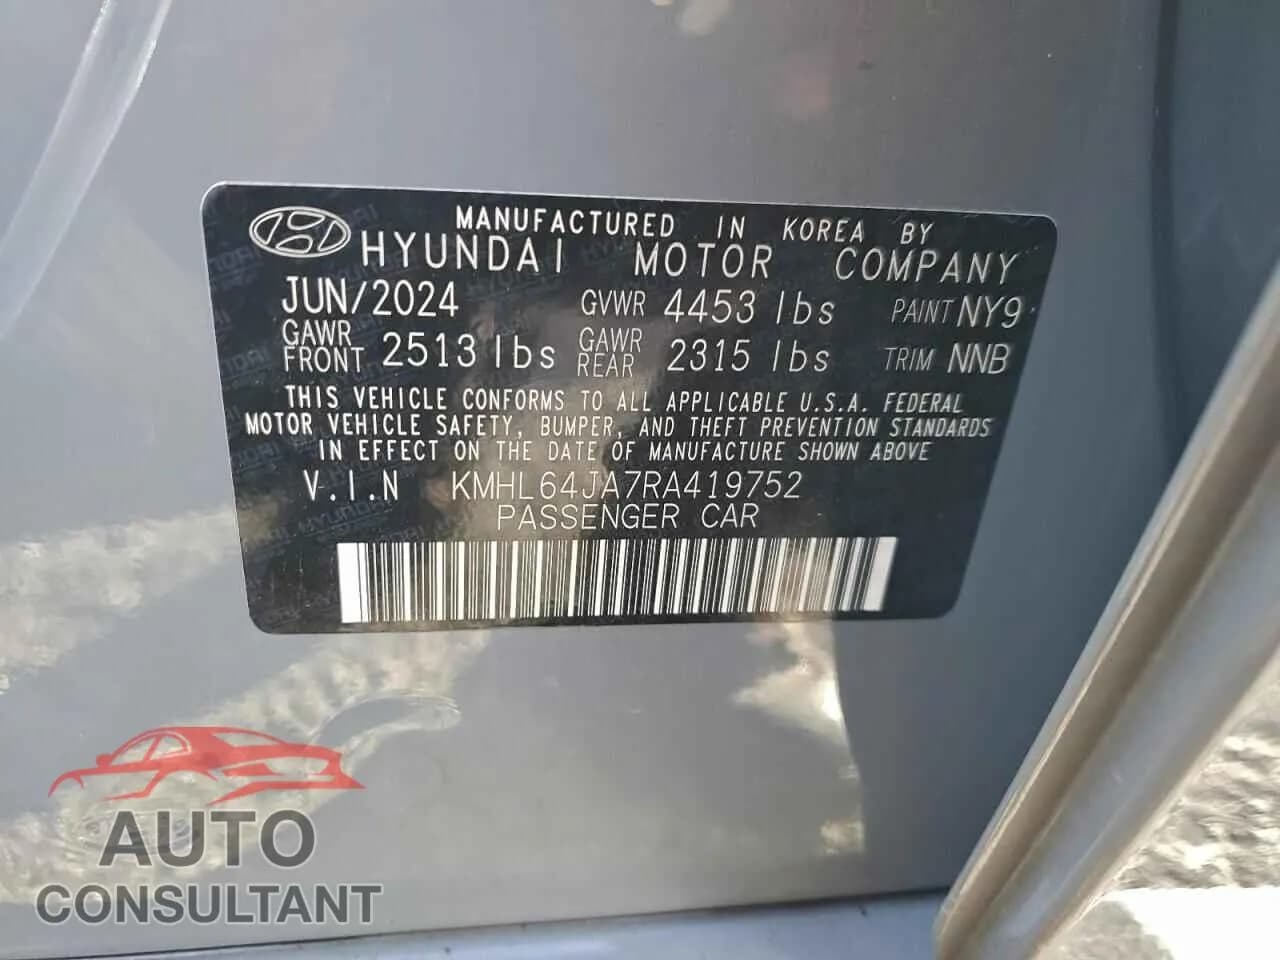 MANUFACTURED IN KOREA BY
HYUNDAI MOTOR COMPANY
JUN/2024 GVWR 4453 lbs PAINT NY9
GAWR FRONT 2513 lbs GAWR REAR 2315 lbs TRIM NNB
THIS VEHICLE CONFORMS TO ALL APPLICABLE U.S.A. FEDERAL
MOTOR VEHICLE SAFETY, BUMPER, AND THEFT PREVENTION STANDARDS
IN EFFECT ON THE DATE OF MANUFACTURE SHOWN ABOVE
V.I.N KMHL64JA7RA419752
PASSENGER CAR
AUTO
CONSULTANT